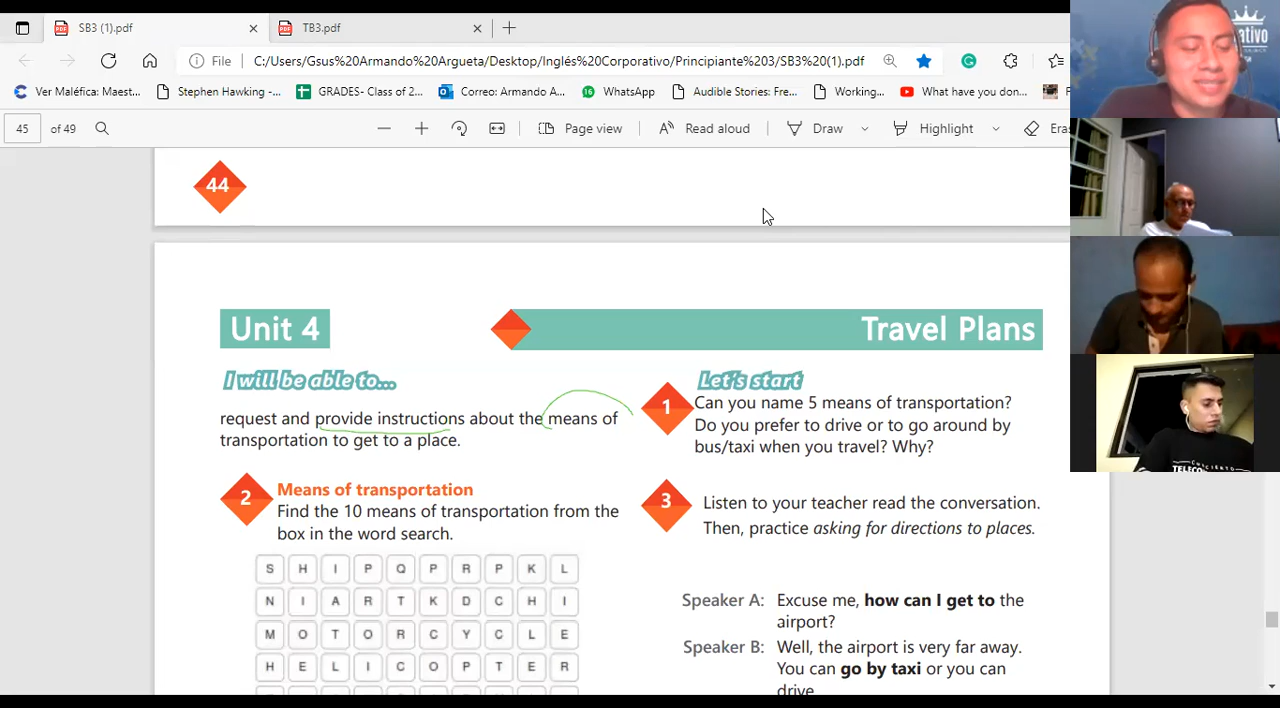 SB3 (1).pdf
TB3.pdf
File
C:/Users/Gsus%20Armando%20Argueta/Desktop/Ingles%20Corporativo/Principiante%203/SB3%20(1).pdf
Ver Maléfica: Maest...
Stephen Hawking -...
GRADES- Class of 2...
Correo: Armando A...
16
WhatsApp
Audible Stories: Fre...
Working...
What have you don...
45 of 49
Page view
Read aloud
Draw
Highlight
Eras
ativo
44
Unit 4
Travel Plans
I will be able to...
request and provide instructions about the means of
transportation to get to a place.
2
Means of transportation
Find the 10 means of transportation from the
box in the word search.
S H I P Q P R P K L
N I A R T K D C H I
M O T O R C Y C L E
H E L I C O P T E R
Let's start
1
Can you name 5 means of transportation?
Do you prefer to drive or to go around by
bus/taxi when you travel? Why?
3
Listen to your teacher read the conversation.
Then, practice asking for directions to places.
Speaker A: Excuse me, how can I get to the
airport?
Speaker B: Well, the airport is very far away.
You can go by taxi or you can
drive